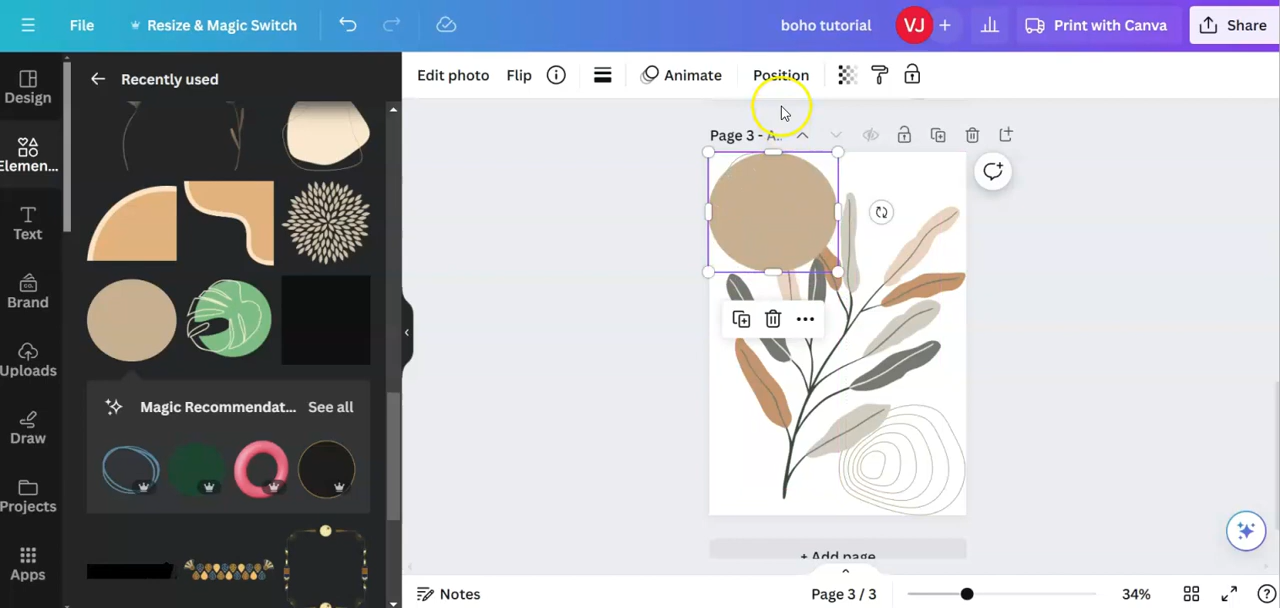 File
Resize & Magic Switch
boho tutorial
VJ
+
Print with Canva
Share
Design
Elemen...
Text
Brand
Uploads
Draw
Projects
Apps
Recently used
Magic Recommendat...
See all
Edit photo
Flip
Animate
Position
Page 3 - A...
+ Add page
Notes
Page 3 / 3
34%